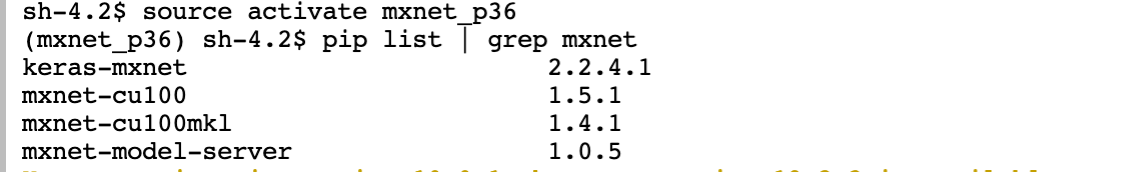 sh-4.2$ source activate mxnet_p36
(mxnet_p36) sh-4.2$ pip list | grep mxnet
keras-mxnet 2.2.4.1
mxnet-cu100 1.5.1
mxnet-cu100mkl 1.4.1
mxnet-model-server 1.0.5